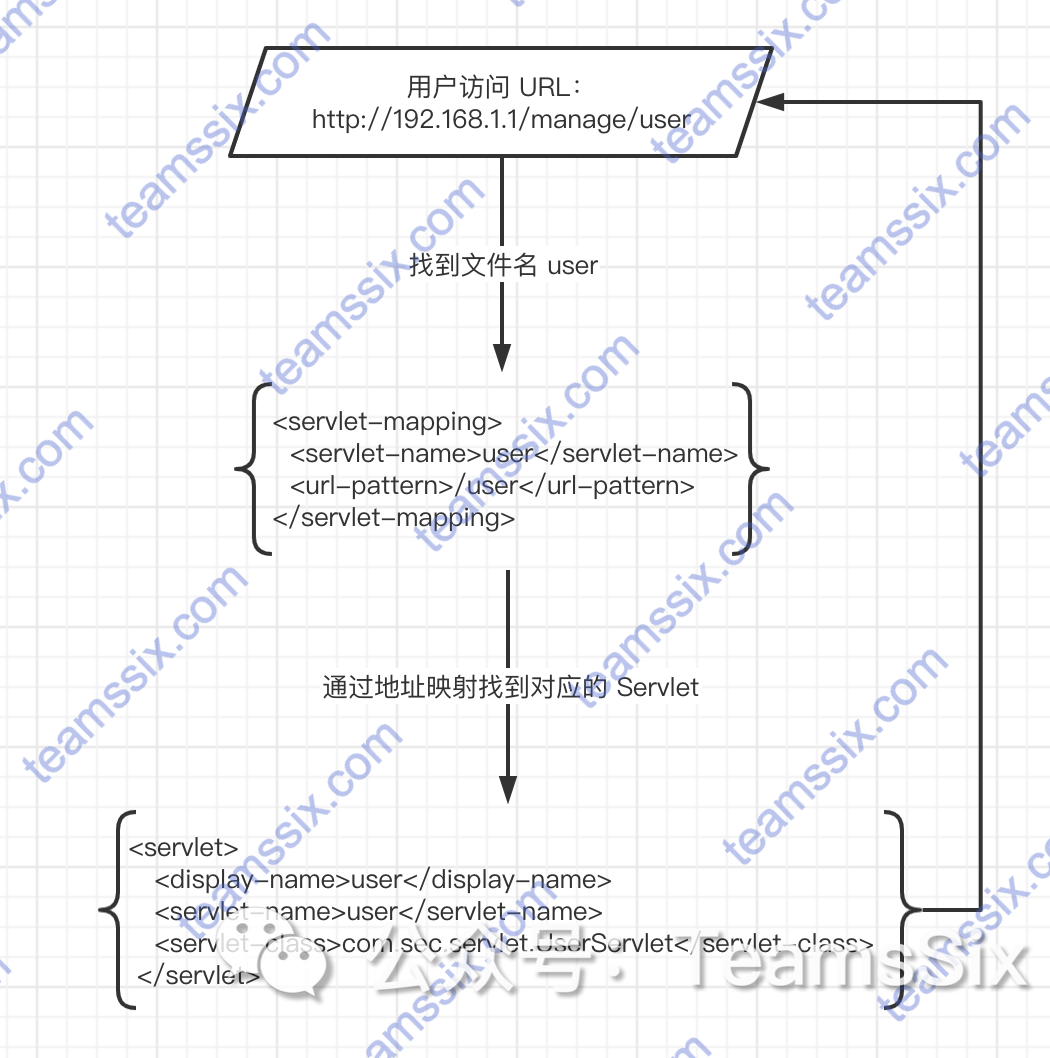 用户访问 URL：
http://192.168.1.1/manage/user
找到文件名 user
<servlet-mapping>
<servlet-name>user</servlet-name>
<url-pattern>/user</url-pattern>
</servlet-mapping>
通过地址映射找到对应的 Servlet
<servlet>
<display-name>user</display-name>
<servlet-name>user</servlet-name>
<servlet-class>com.sec.servlet.UserServlet</servlet-class>
</servlet>
公众号：TeamsSix
teamssix.com